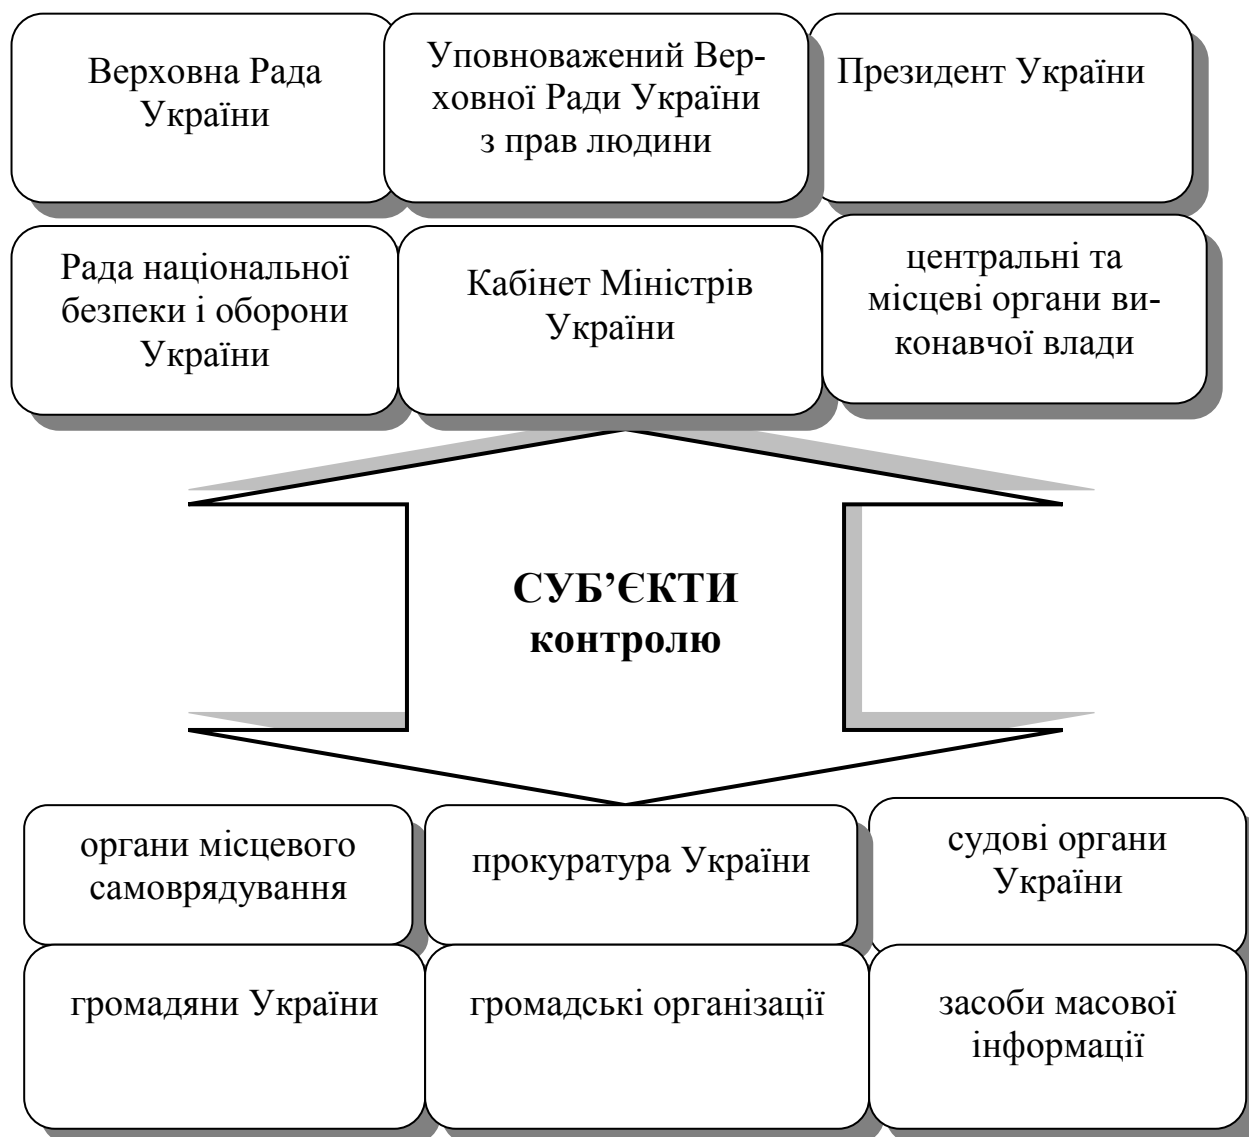 Верховна Рада
України
Уповноважений Вер-
ховної Ради України
з прав людини
Президент України
Рада національної
безпеки і оборони
України
Кабінет Міністрів
України
центральні та
місцеві органи ви-
конавчої влади
СУБ’ЄКТИ
контролю
органи місцевого
самоврядування
прокуратура України
судові органи
України
громадяни України
громадські організації
засоби масової
інформації